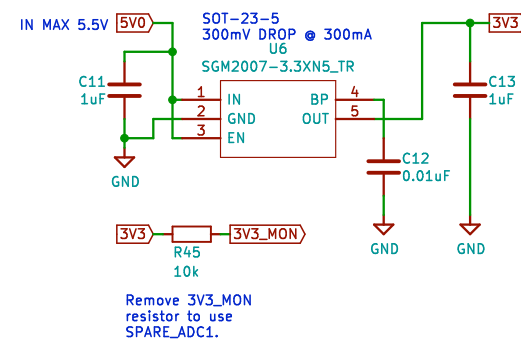 IN MAX 5.5V
5V0
SOT-23-5
300mV DROP @ 300mA
U6
SGM2007-3.3XN5_TR
3V3
C11
1uF
1
IN
BP
4
2
GND
OUT
5
3
EN
C13
1uF
GND
C12
0.01uF
GND
GND
3V3
3V3_MON
R45
10k
Remove 3V3_MON
resistor to use
SPARE_ADC1.